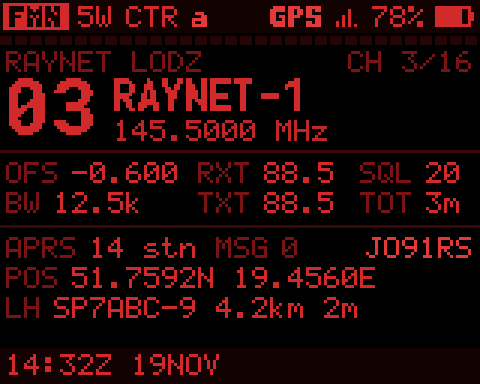 FMN 5W CTR a GPS 78%
RAYNET LODZ CH 3/16
03 RAYNET-1
145.5000 MHz
OFS -0.600 RXT 88.5 SQL 20
BW 12.5k TXT 88.5 TOT 3m
APRS 14 stn MSG 0 JO91RS
POS 51.7592N 19.4560E
LH SP7ABC-9 4.2km 2m
14:32Z 19NOV